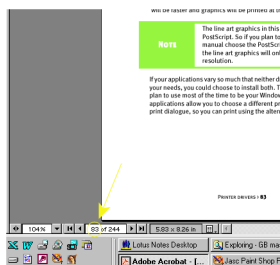 will be faster and graphics will be printed at th
The line art graphics in this
PostScript. So if you plan to
manual choose the PostScri
the line art graphics will onl
resolution.
NOTE
If your applications vary so much that neither d
your needs, you could choose to install both. T
plan to use most of the time to be your Window
applications allow you to choose a different pr
print dialogue, so you can print using the altern
PRINTER DRIVERS | 83
104% 83 of 244 5.83 x 8.26 in
Lotus Notes Desktop Exploring - GB ma
Adobe Acrobat - [... Jasc Paint Shop P